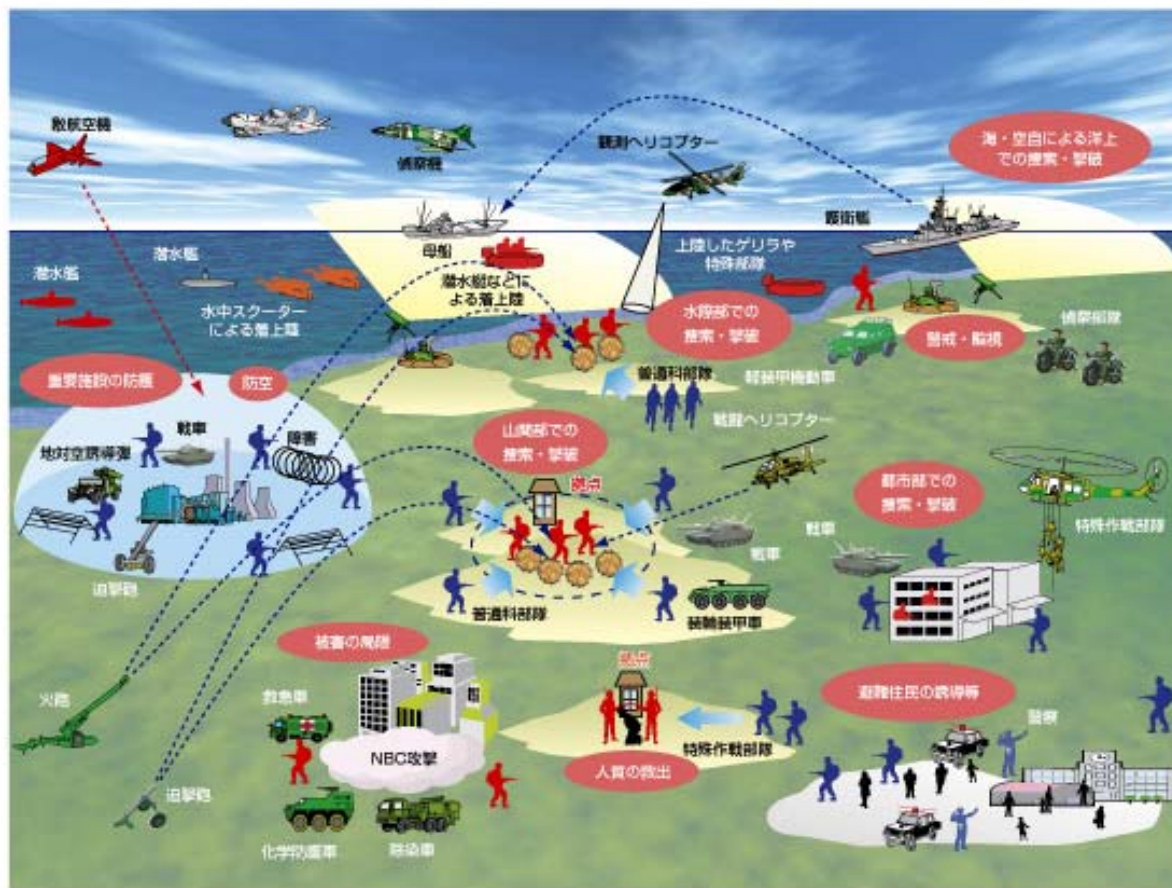 敵航空機
偵察機
観測ヘリコプター
海・空自による洋上
での捜索・撃破
護衛艦
母船
上陸したゲリラや
特殊部隊
潜水艦
潜水艦
潜水艇などに
よる着上陸
水中スクーター
による着上陸
水際部での
捜索・撃破
警戒・監視
偵察部隊
重要施設の防護
防空
普通科部隊
軽装甲機動車
戦車
障害
地対空誘導弾
山間部での
捜索・撃破
戦闘ヘリコプター
拠点
都市部での
捜索・撃破
特殊作戦部隊
戦車
戦車
迫撃砲
普通科部隊
装輪装甲車
被害の局限
拠点
避難住民の誘導等
火砲
救急車
警察
NBC攻撃
特殊作戦部隊
人質の救出
迫撃砲
化学防護車
除染車